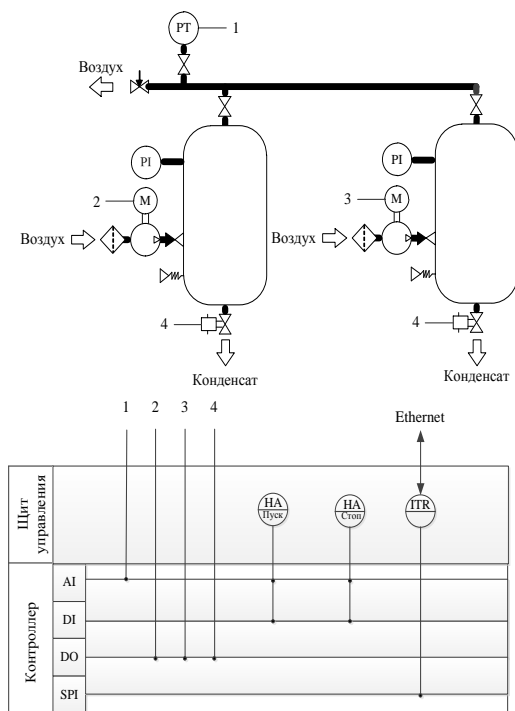 PT 1
Воздух
PI PI
2 M 3 M
Воздух Воздух
4 4
Конденсат Конденсат
1 2 3 4 Ethernet
Щит управления
HA Пуск
HA Стоп
ITR
Контроллер
AI
DI
DO
SPI